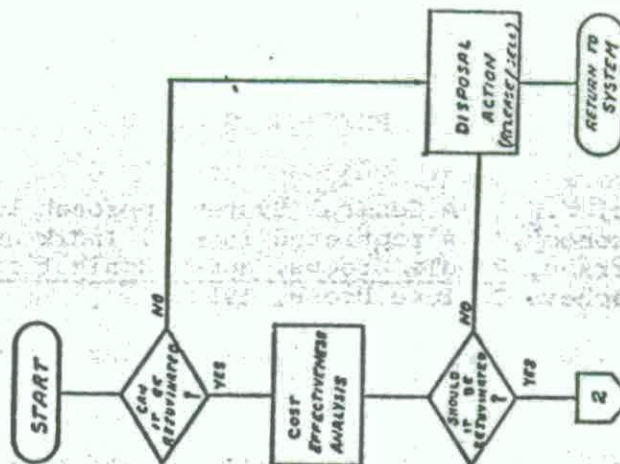 START
CAN
IT BE
REJUVINATED
?
NO
YES
COST
EFFECTIVENESS
ANALYSIS
SHOULD
IT BE
REJUVINATED
?
NO
YES
2
DISPOSAL
ACTION
(RELEASE/SELL)
RETURN TO
SYSTEM